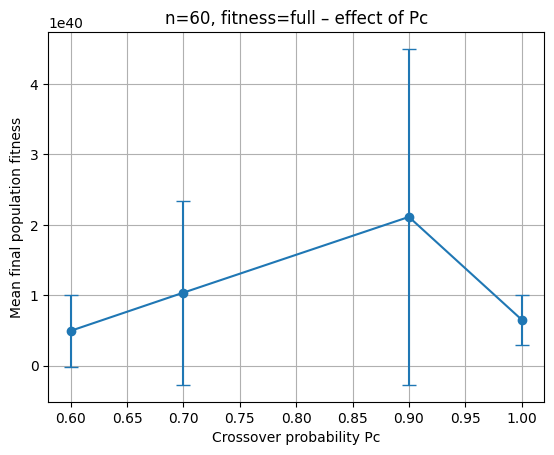 n=60, fitness=full – effect of Pc
1e40
4
3
2
1
0
Mean final population fitness
0.60 0.65 0.70 0.75 0.80 0.85 0.90 0.95 1.00
Crossover probability Pc